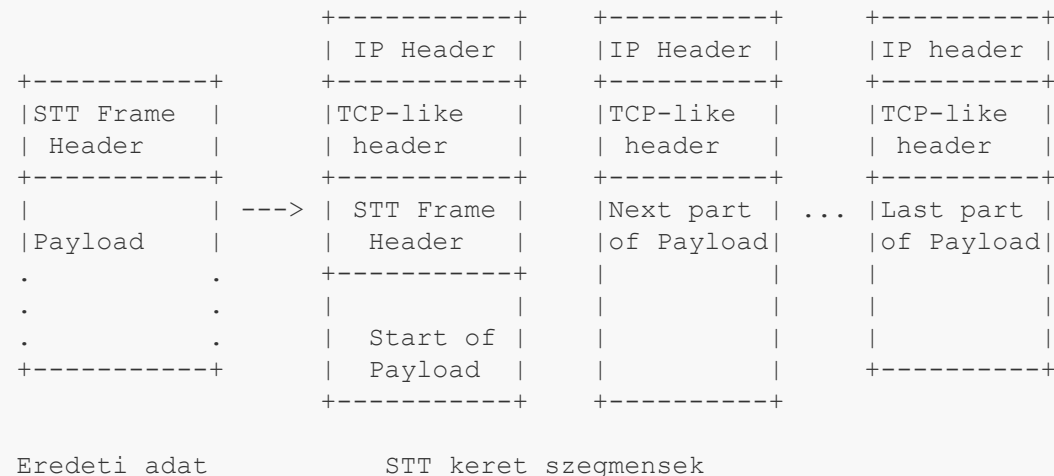 +-----------+    +----------+     +----------+
                    | IP Header |    |IP Header |     |IP header |
+-----------+       +-----------+    +----------+     +----------+
|STT Frame  |       |TCP-like   |    |TCP-like  |     |TCP-like  |
| Header    |       | header    |    | header   |     | header   |
+-----------+       +-----------+    +----------+     +----------+
|           | ---> | STT Frame |    |Next part | ... |Last part |
|Payload    |       |  Header   |    |of Payload|     |of Payload|
.           .       +-----------+    |          |     |          |
.           .       |           |    |          |     |          |
.           .       |  Start of |    |          |     |          |
+-----------+       |  Payload  |    |          |     +----------+
                    +-----------+    +----------+

Eredeti adat           STT keret szegmensek